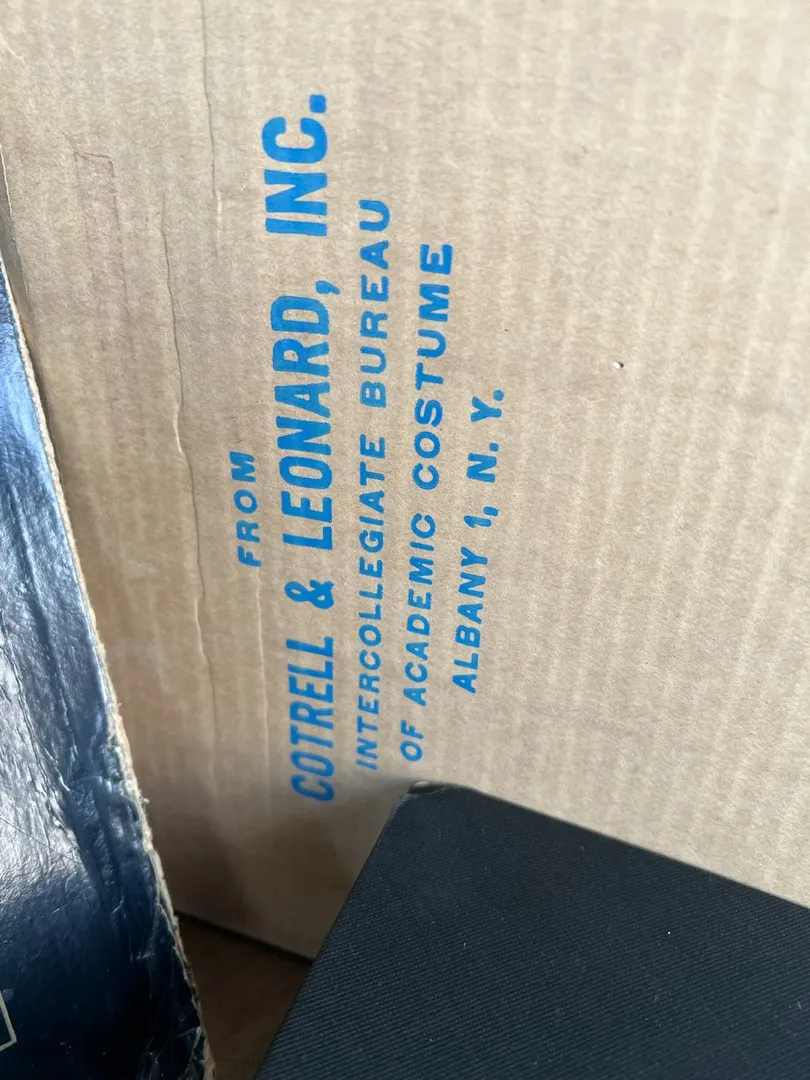 FROM
COTRELL & LEONARD, INC.
INTERCOLLEGIATE BUREAU
OF ACADEMIC COSTUME
ALBANY 1, N. Y.